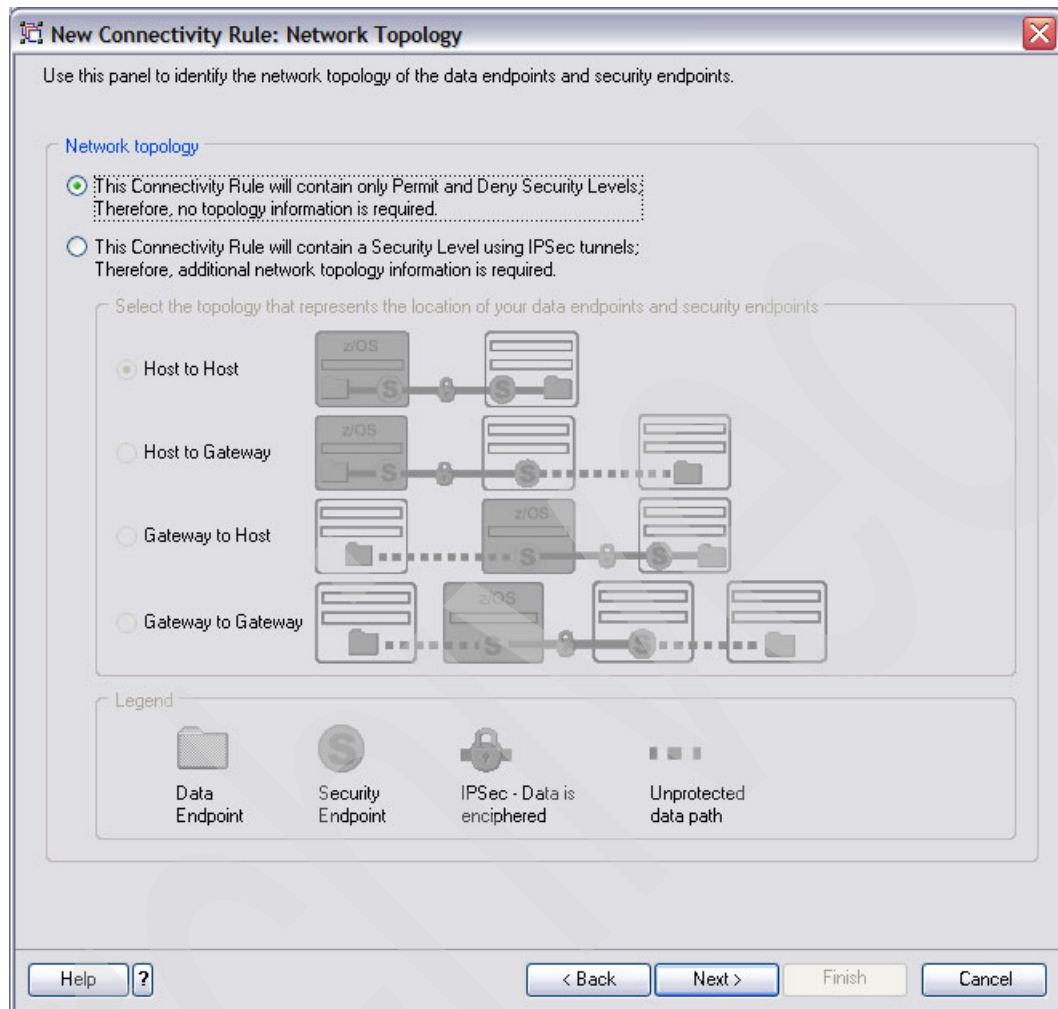 New Connectivity Rule: Network Topology
Use this panel to identify the network topology of the data endpoints and security endpoints.
Network topology
This Connectivity Rule will contain only Permit and Deny Security Levels;
Therefore, no topology information is required.
This Connectivity Rule will contain a Security Level using IPSec tunnels;
Therefore, additional network topology information is required.
Select the topology that represents the location of your data endpoints and security endpoints
Host to Host
z/OS
S
S
Host to Gateway
z/OS
S
S
Gateway to Host
z/OS
S
S
Gateway to Gateway
z/OS
S
S
Legend
S
Data
Endpoint
Security
Endpoint
IPSec - Data is
enciphered
Unprotected
data path
Help
?
< Back
Next >
Finish
Cancel